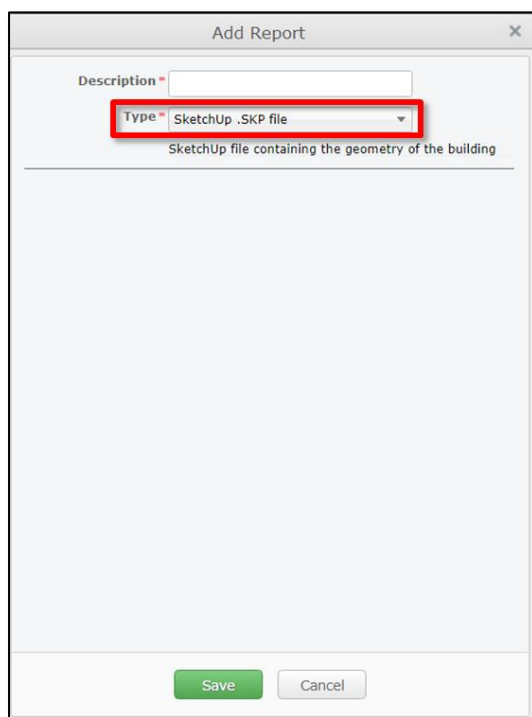 Add Report ×
Description *
Type * SketchUp .SKP file
SketchUp file containing the geometry of the building
Save Cancel